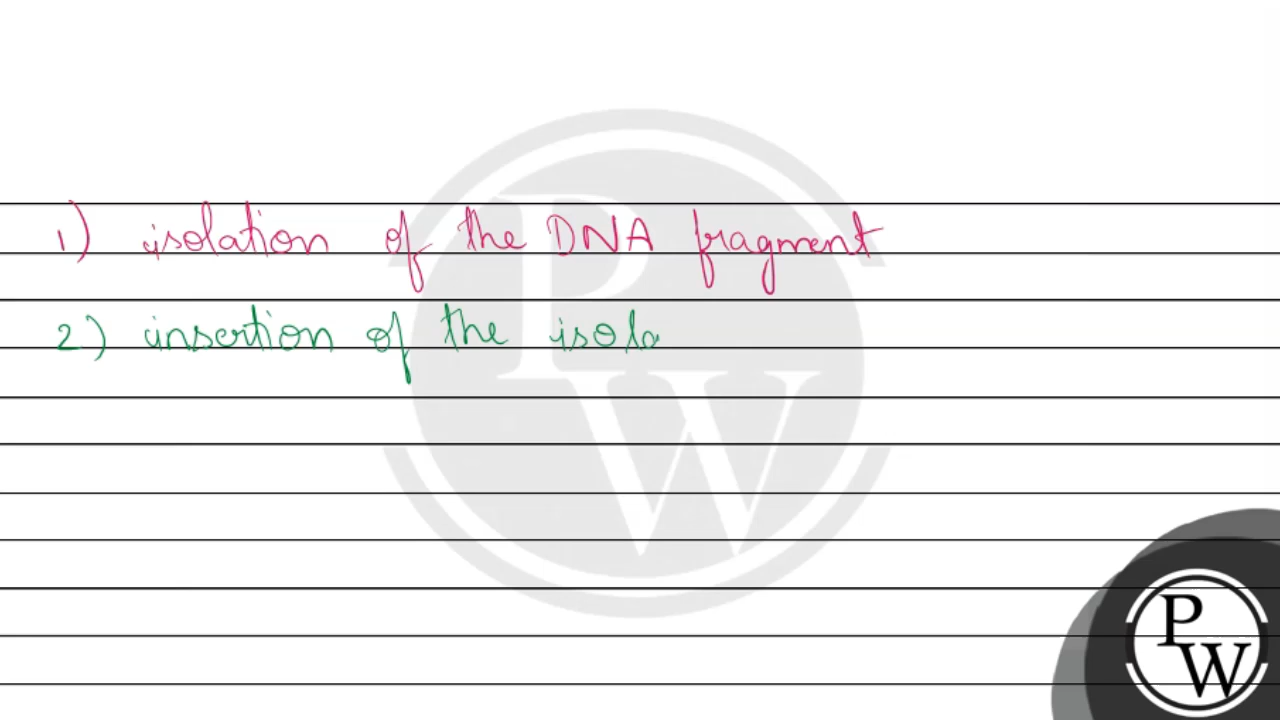 1) isolation of the DNA fragment
2) insertion of the isola
P
W
P
W